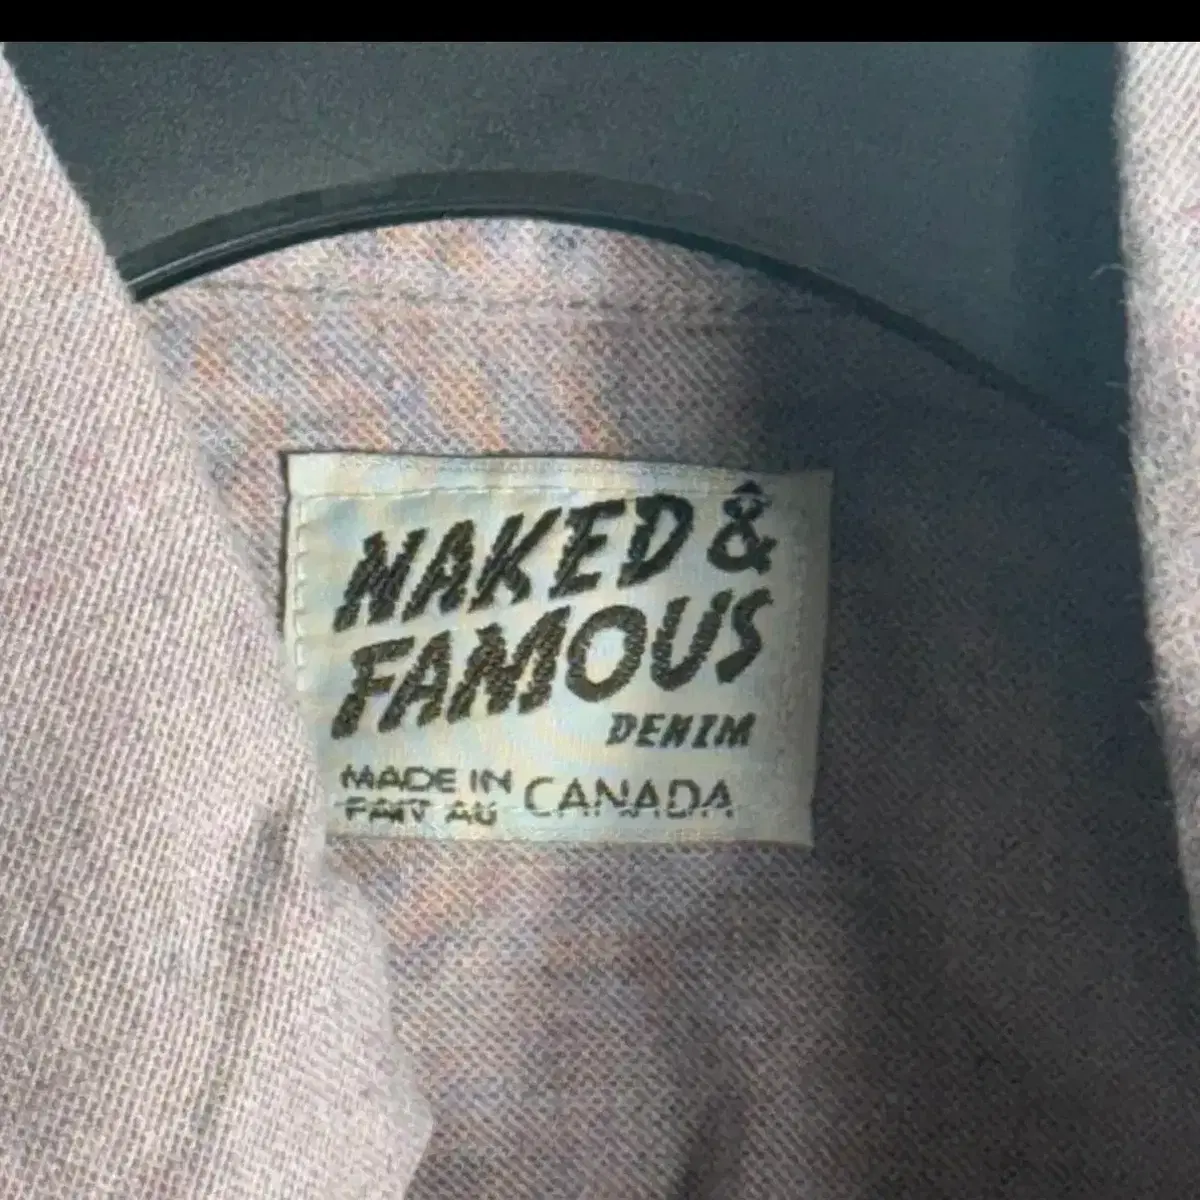 NAKED &
FAMOUS
DENIM
MADE IN
FAIT AU CANADA